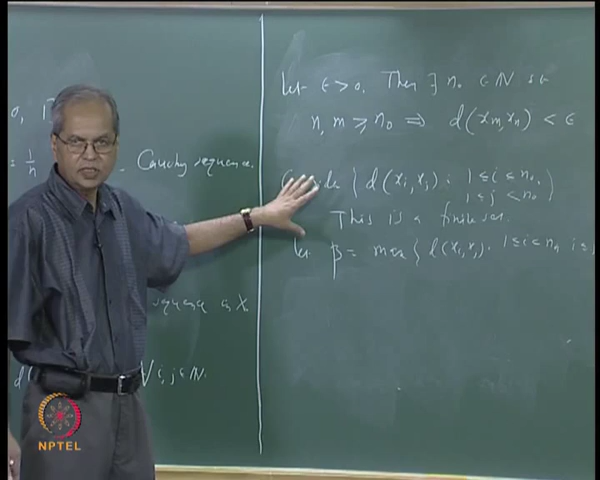 0,
= 1/n - Cauchy sequence.
sequence in X.
d( ∀ i, j ∈ N.
Let ε > 0, Then ∃ n₀ ∈ N s.t
n, m ≥ n₀ ⇒ d(xₘ, xₙ) < ε
{ d(xᵢ, xⱼ) : 1 ≤ i ≤ n₀,
1 ≤ j ≤ n₀ }
This is a finite set.
Let β = max { d(xᵢ, xⱼ) : 1 ≤ i ≤ n₀
NPTEL